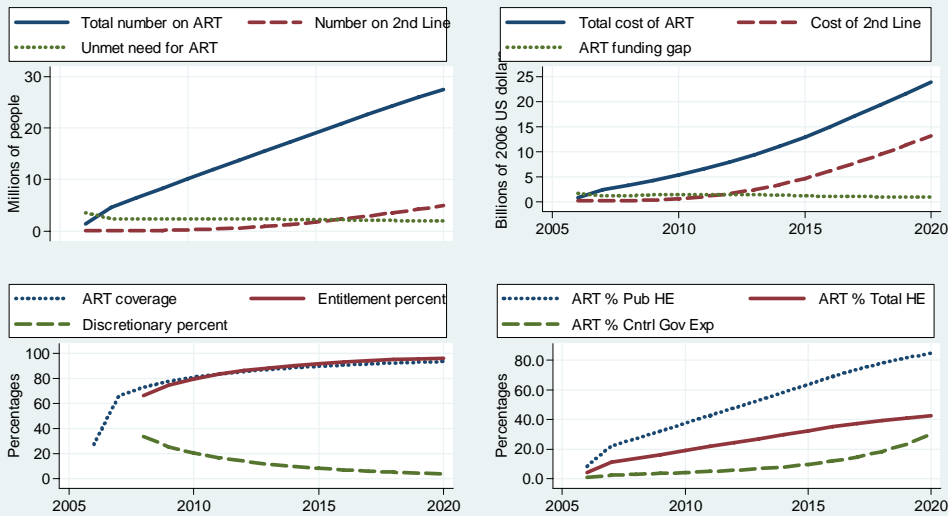 Total number on ART Number on 2nd Line
Unmet need for ART
Millions of people
30
20
10
0
Total cost of ART Cost of 2nd Line
ART funding gap
Billions of 2006 US dollars
25
20
15
10
5
0
2005 2010 2015 2020
ART coverage Entitlement percent
Discretionary percent
Percentages
100
80
60
40
20
0
2005 2010 2015 2020
ART % Pub HE ART % Total HE
ART % Cntrl Gov Exp
Percentages
80.0
60.0
40.0
20.0
0.0
2005 2010 2015 2020